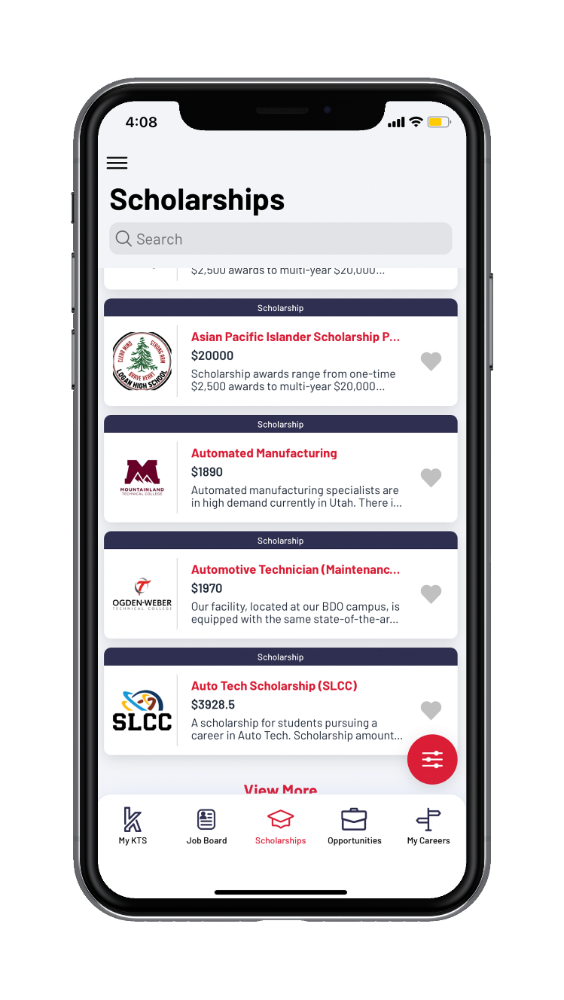 4:08
Scholarships
Search
$2,500 awards to multi-year $20,000...
Scholarship
CLEAR MIND
STRONG ARM
BRAVE HEART
LOGAN HIGH SCHOOL
Asian Pacific Islander Scholarship P...
$20000
Scholarship awards range from one-time
$2,500 awards to multi-year $20,000...
Scholarship
M
MOUNTAINLAND
TECHNICAL COLLEGE
Automated Manufacturing
$1890
Automated manufacturing specialists are
in high demand currently in Utah. There i...
Scholarship
T
OGDEN-WEBER
TECHNICAL COLLEGE
Automotive Technician (Maintenanc...
$1970
Our facility, located at our BDO campus, is
equipped with the same state-of-the-ar...
Scholarship
SLCC
Auto Tech Scholarship (SLCC)
$3928.5
A scholarship for students pursuing a
career in Auto Tech. Scholarship amount...
View More
My KTS
Job Board
Scholarships
Opportunities
My Careers